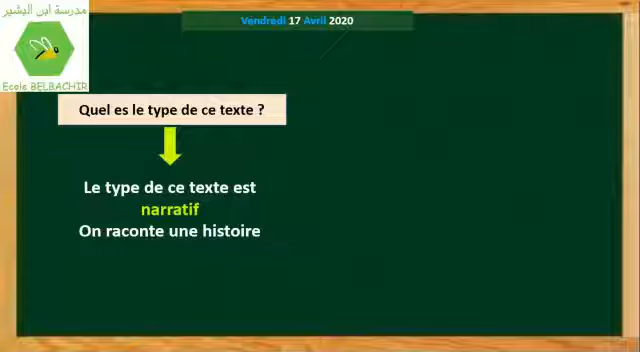 مدرسة ابن البشير
Vendredi 17 Avril 2020
Ecole BELBACHIR
Quel es le type de ce texte ?
Le type de ce texte est
narratif
On raconte une histoire